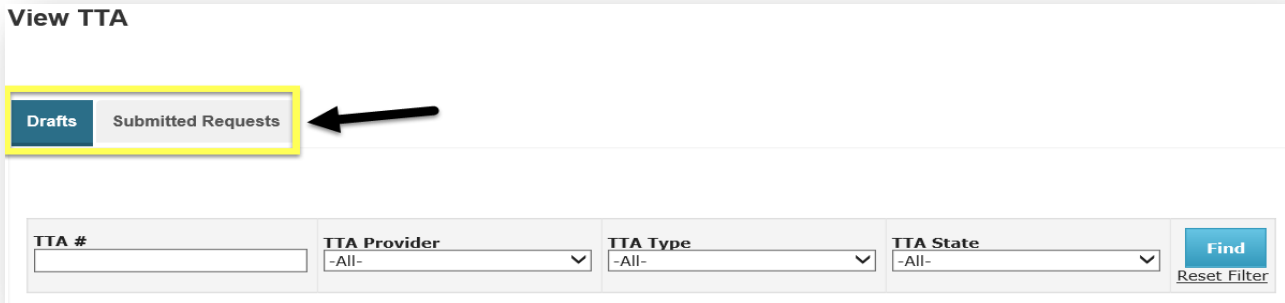 View TTA
Drafts Submitted Requests
TTA # TTA Provider TTA Type TTA State Find
-All- -All- -All- Reset Filter